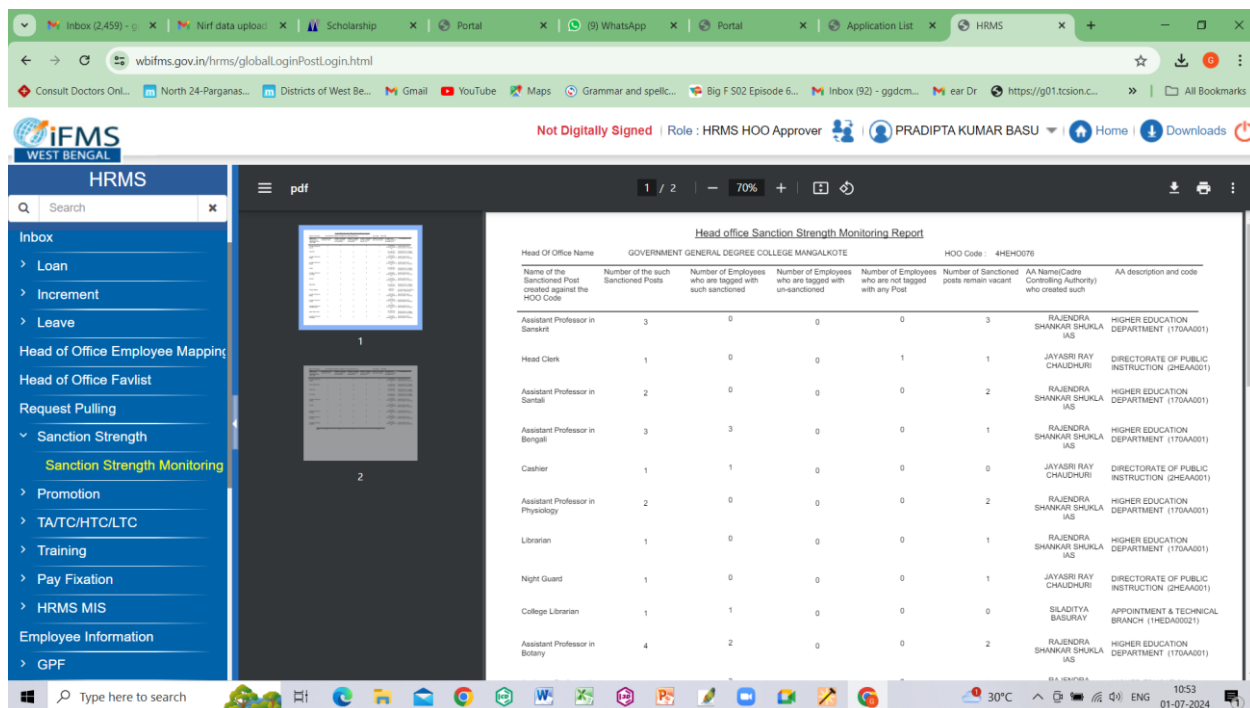 Inbox (2,459) - g
Nirf data upload
Scholarship
Portal
(9) WhatsApp
Portal
Application List
HRMS
wbifms.gov.in/hrms/globalLoginPostLogin.html
G
Consult Doctors Onl...
North 24-Parganas...
Districts of West Be...
Gmail
YouTube
Maps
Grammar and spellc...
Big F S02 Episode 6...
Inbox (92) - ggdcm...
ear Dr
https://g01.tcsion.c...
All Bookmarks
iFMS
WEST BENGAL
Not Digitally Signed | Role : HRMS HOO Approver
PRADIPTA KUMAR BASU
Home
Downloads
HRMS
Search
Inbox
Loan
Increment
Leave
Head of Office Employee Mapping
Head of Office Favlist
Request Pulling
Sanction Strength
Sanction Strength Monitoring
Promotion
TA/TC/HTC/LTC
Training
Pay Fixation
HRMS MIS
Employee Information
GPF
pdf
1 / 2
70%
1
2
Head office Sanction Strength Monitoring Report
Head Of Office Name GOVERNMENT GENERAL DEGREE COLLEGE MANGALKOTE HOO Code : 4HEHO076
Name of the Sanctioned Post created against the HOO Code
Number of the such Sanctioned Posts
Number of Employees who are tagged with such sanctioned
Number of Employees who are tagged with un-sanctioned
Number of Employees who are not tagged with any Post
Number of Sanctioned posts remain vacant
AA Name(Cadre Controlling Authority) who created such
AA description and code
Assistant Professor in Sanskrit 3 0 0 0 3 RAJENDRA SHANKAR SHUKLA IAS HIGHER EDUCATION DEPARTMENT (170AA001)
Head Clerk 1 0 0 1 1 JAYASRI RAY CHAUDHURI DIRECTORATE OF PUBLIC INSTRUCTION (2HEAA001)
Assistant Professor in Santali 2 0 0 0 2 RAJENDRA SHANKAR SHUKLA IAS HIGHER EDUCATION DEPARTMENT (170AA001)
Assistant Professor in Bengali 3 3 0 0 1 RAJENDRA SHANKAR SHUKLA IAS HIGHER EDUCATION DEPARTMENT (170AA001)
Cashier 1 1 0 0 0 JAYASRI RAY CHAUDHURI DIRECTORATE OF PUBLIC INSTRUCTION (2HEAA001)
Assistant Professor in Physiology 2 0 0 0 2 RAJENDRA SHANKAR SHUKLA IAS HIGHER EDUCATION DEPARTMENT (170AA001)
Librarian 1 0 0 0 1 RAJENDRA SHANKAR SHUKLA IAS HIGHER EDUCATION DEPARTMENT (170AA001)
Night Guard 1 0 0 0 1 JAYASRI RAY CHAUDHURI DIRECTORATE OF PUBLIC INSTRUCTION (2HEAA001)
College Librarian 1 1 0 0 0 SILADITYA BASURAY APPOINTMENT & TECHNICAL BRANCH (1HEDA00021)
Assistant Professor in Botany 4 2 0 0 2 RAJENDRA SHANKAR SHUKLA IAS HIGHER EDUCATION DEPARTMENT (170AA001)
Type here to search
30°C
ENG
10:53
01-07-2024